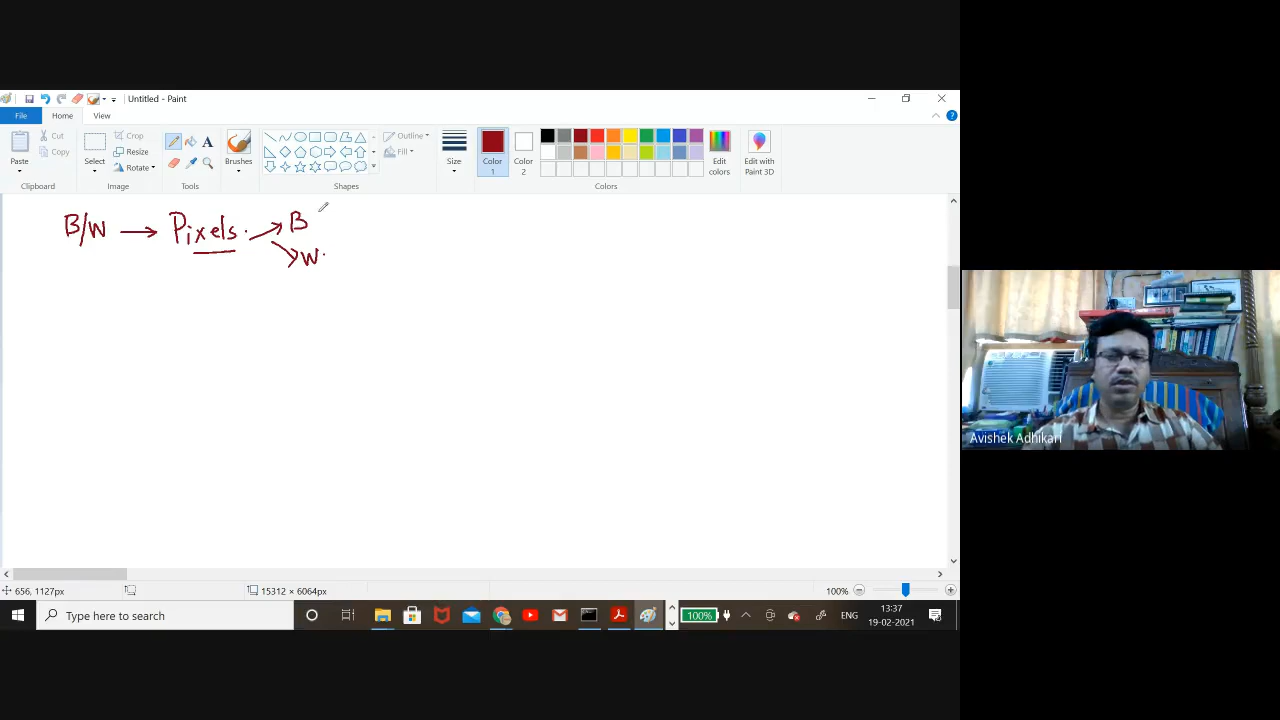 Untitled - Paint
File Home View
Paste
Cut
Copy
Clipboard
Select
Crop
Resize
Rotate
Image
A
Tools
Brushes
Shapes
Outline
Fill
Size
Color 1
Color 2
Edit colors
Colors
Edit with Paint 3D
B/W → Pixels. → B
→ W.
Avishek Adhikari
656, 1127px
15312 × 6064px
100%
Type here to search
100%
ENG
13:37
19-02-2021